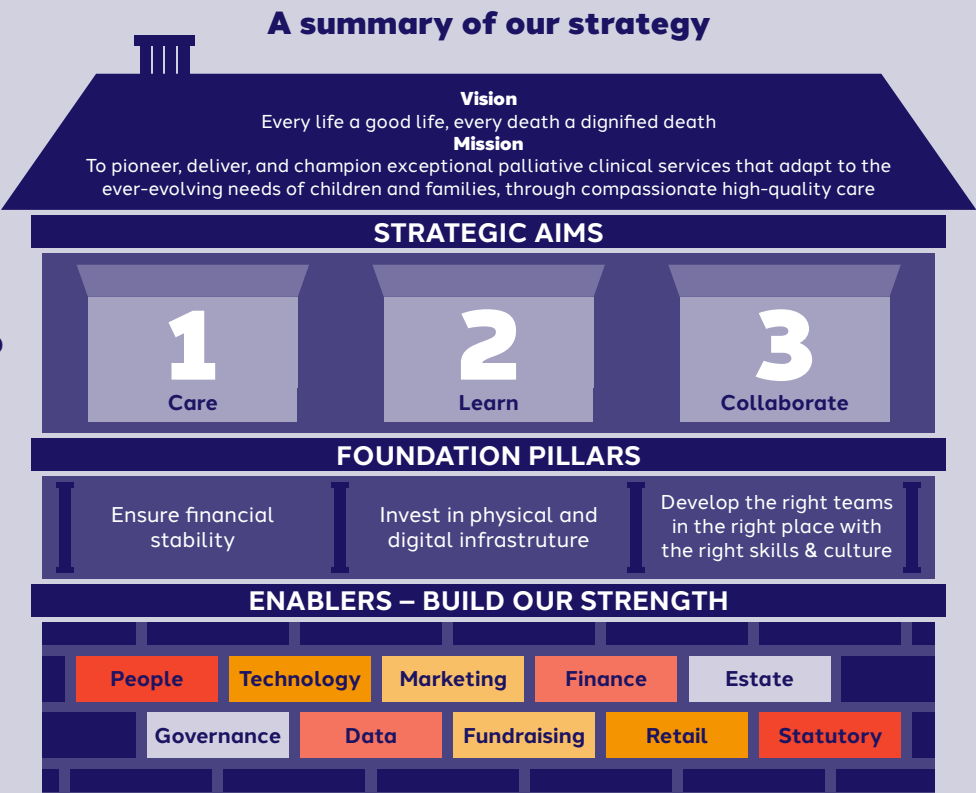 A summary of our strategy
Vision
Every life a good life, every death a dignified death
Mission
To pioneer, deliver, and champion exceptional palliative clinical services that adapt to the
ever-evolving needs of children and families, through compassionate high-quality care
STRATEGIC AIMS
1
Care
2
Learn
3
Collaborate
FOUNDATION PILLARS
Ensure financial
stability
Invest in physical and
digital infrastruture
Develop the right teams
in the right place with
the right skills & culture
ENABLERS – BUILD OUR STRENGTH
People
Technology
Marketing
Finance
Estate
Governance
Data
Fundraising
Retail
Statutory